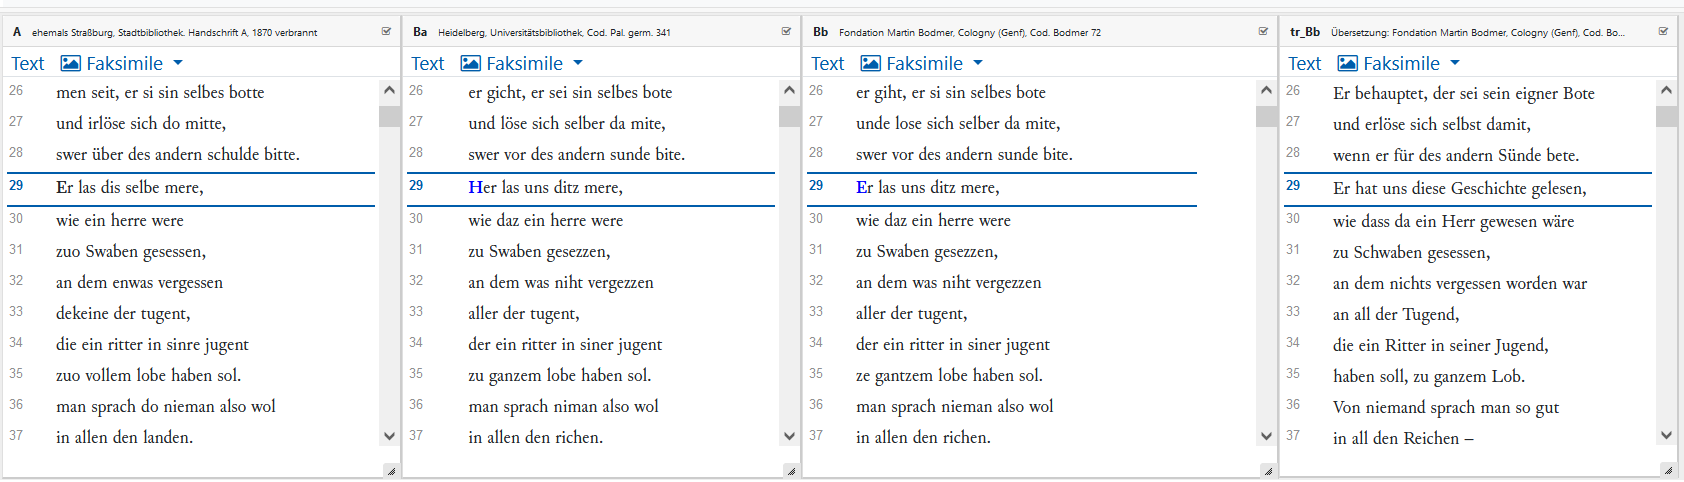 A ehemals Straßburg, Stadtbibliothek. Handschrift A, 1870 verbrannt
Text Faksimile
26 men seit, er si sin selbes botte
27 und irlöse sich do mitte,
28 swer über des andern schulde bitte.
29 Er las dis selbe mere,
30 wie ein herre were
31 zuo Swaben gesessen,
32 an dem enwas vergessen
33 dekeine der tugent,
34 die ein ritter in sinre jugent
35 zuo vollem lobe haben sol.
36 man sprach do nieman also wol
37 in allen den landen.
Ba Heidelberg, Universitätsbibliothek, Cod. Pal. germ. 341
Text Faksimile
26 er gicht, er sei sin selbes bote
27 und löse sich selber da mite,
28 swer vor des andern sunde bite.
29 Her las uns ditz mere,
30 wie daz ein herre were
31 zu Swaben gesezzen,
32 an dem was niht vergezzen
33 aller der tugent,
34 der ein ritter in siner jugent
35 zu ganzem lobe haben sol.
36 man sprach niman also wol
37 in allen den richen.
Bb Fondation Martin Bodmer, Cologny (Genf), Cod. Bodmer 72
Text Faksimile
26 er giht, er si sin selbes bote
27 unde lose sich selber da mite,
28 swer vor des andern sunde bite.
29 Er las uns ditz mere,
30 wie daz ein herre were
31 zu Swaben gesezzen,
32 an dem was niht vergezzen
33 aller der tugent,
34 der ein ritter in siner jugent
35 ze gantzem lobe haben sol.
36 man sprach nieman also wol
37 in allen den richen.
tr_Bb Übersetzung: Fondation Martin Bodmer, Cologny (Genf), Cod. Bo...
Text Faksimile
26 Er behauptet, der sei sein eigner Bote
27 und erlöse sich selbst damit,
28 wenn er für des andern Sünde bete.
29 Er hat uns diese Geschichte gelesen,
30 wie dass da ein Herr gewesen wäre
31 zu Schwaben gesessen,
32 an dem nichts vergessen worden war
33 an all der Tugend,
34 die ein Ritter in seiner Jugend,
35 haben soll, zu ganzem Lob.
36 Von niemand sprach man so gut
37 in all den Reichen –